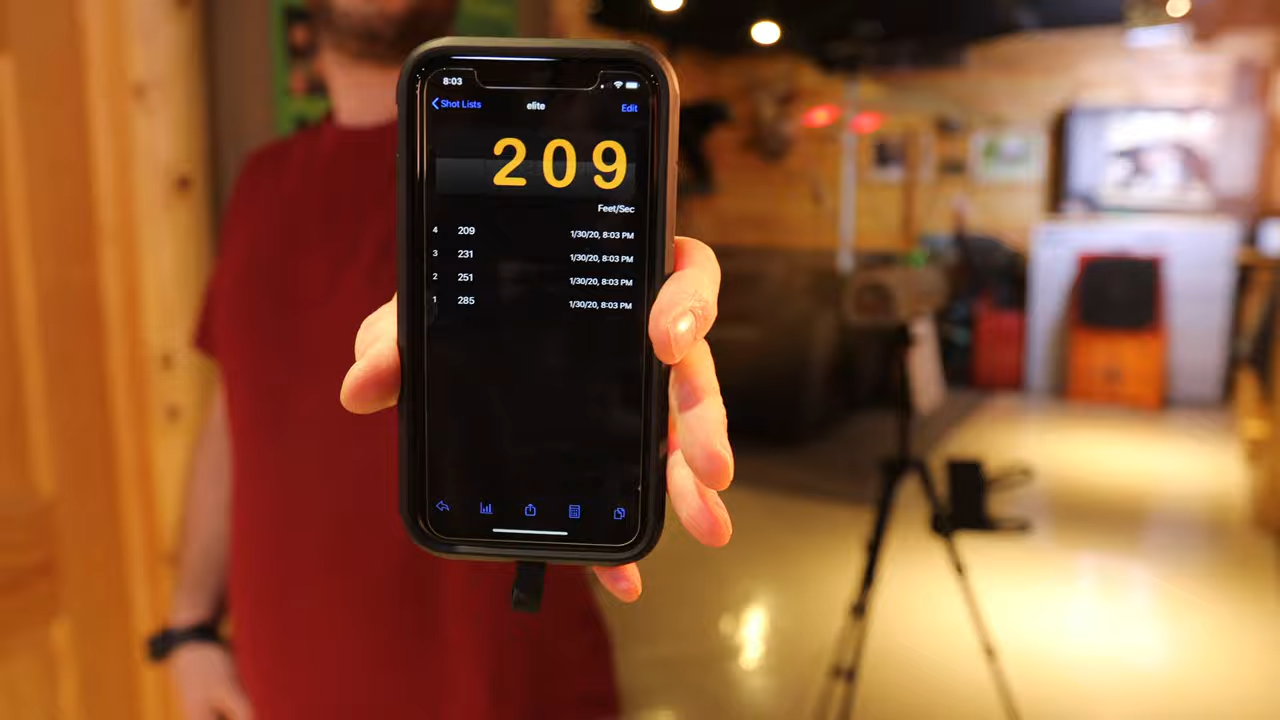 8:03
Shot Lists elite Edit
209
Feet/Sec
4 209 1/30/20, 8:03 PM
3 231 1/30/20, 8:03 PM
2 251 1/30/20, 8:03 PM
1 285 1/30/20, 8:03 PM